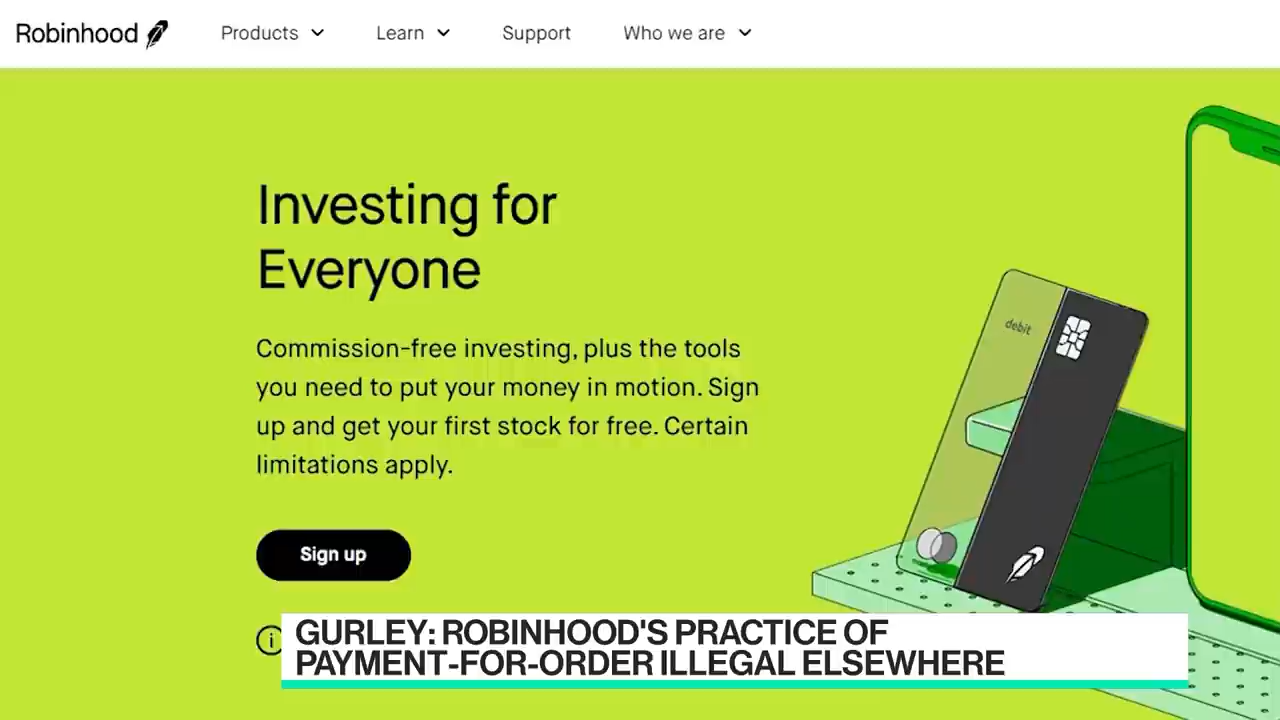 Robinhood
Products
Learn
Support
Who we are
Investing for
Everyone
Commission-free investing, plus the tools
you need to put your money in motion. Sign
up and get your first stock for free. Certain
limitations apply.
debit
Sign up
GURLEY: ROBINHOOD'S PRACTICE OF
PAYMENT-FOR-ORDER ILLEGAL ELSEWHERE